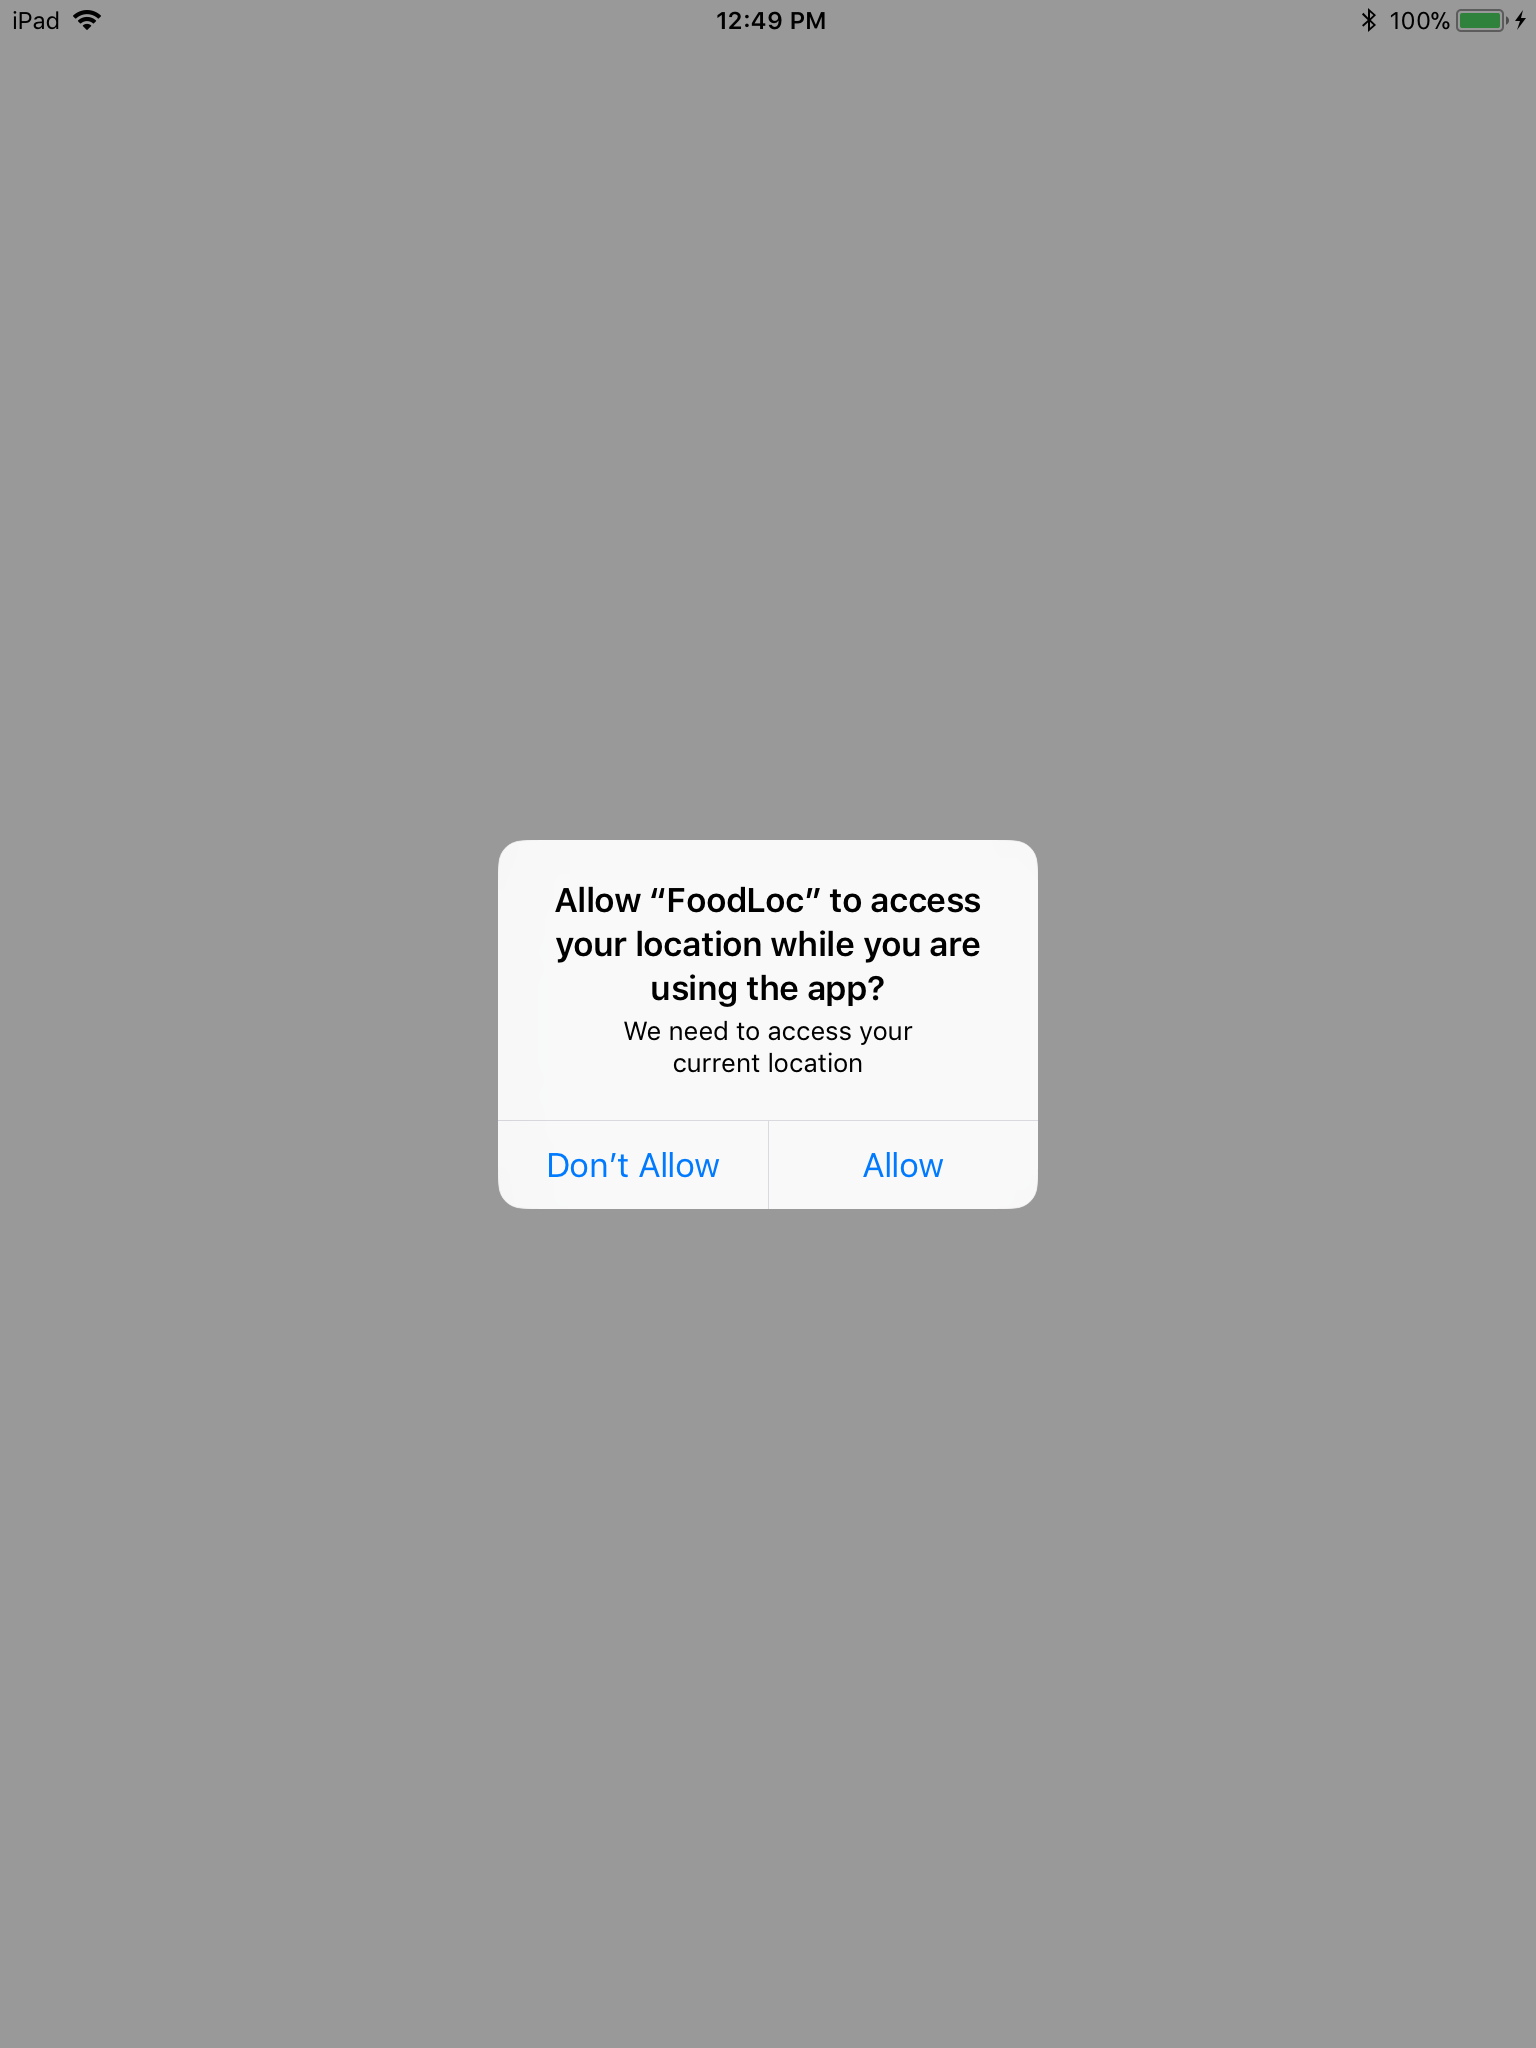 iPad
12:49 PM
100%
Allow “FoodLoc” to access
your location while you are
using the app?
We need to access your
current location
Don’t Allow
Allow